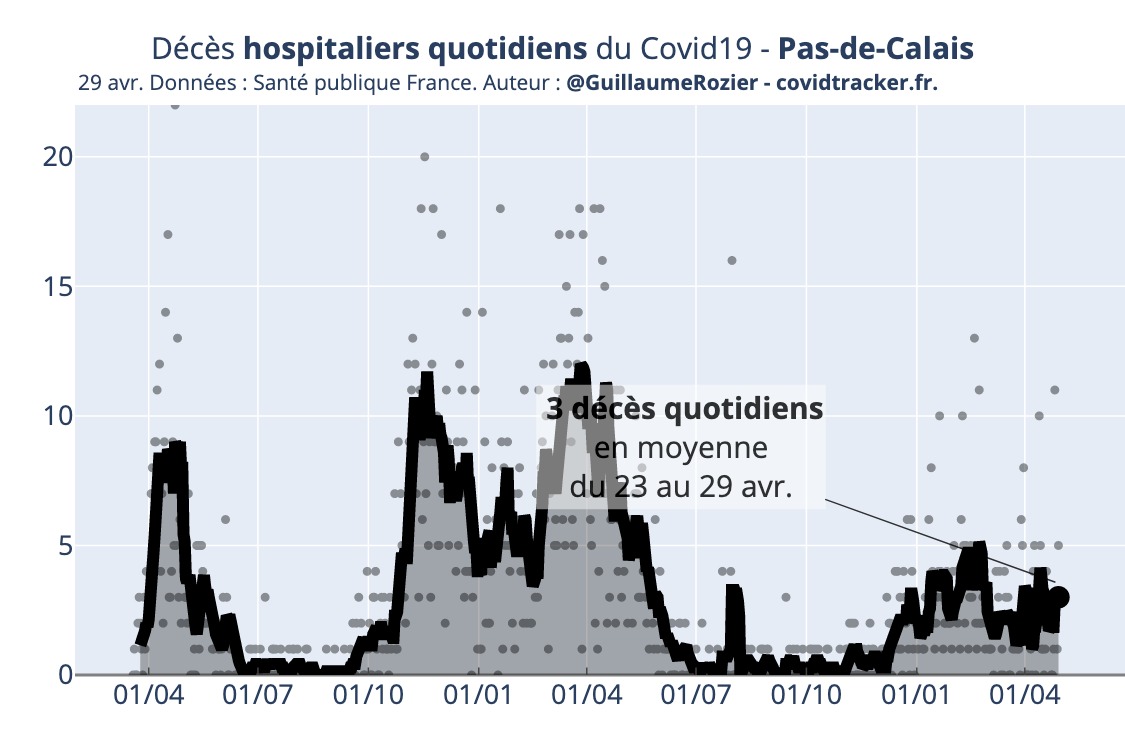 Décès hospitaliers quotidiens du Covid19 - Pas-de-Calais
29 avr. Données : Santé publique France. Auteur : @GuillaumeRozier - covidtracker.fr.
20
15
10
5
0
3 décès quotidiens
en moyenne
du 23 au 29 avr.
01/04 01/07 01/10 01/01 01/04 01/07 01/10 01/01 01/04